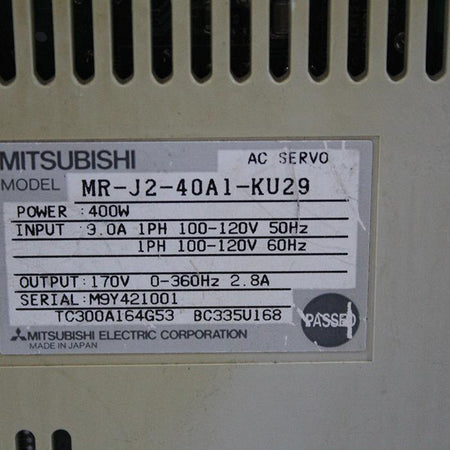 MITSUBISHI AC SERVO
MODEL MR-J2-40A1-KU29
POWER : 400W
INPUT : 9.0A 1PH 100-120V 50Hz
1PH 100-120V 60Hz
OUTPUT: 170V 0-360Hz 2.8A
SERIAL: M9Y421001
TC300A164G53 BC335U168
PASSED
MITSUBISHI ELECTRIC CORPORATION
MADE IN JAPAN